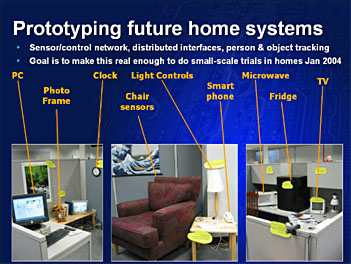 Prototyping future home systems
• Sensor/control network, distributed interfaces, person & object tracking
• Goal is to make this real enough to do small-scale trials in homes Jan 2004
PC
Photo
Frame
Clock
Chair
sensors
Light Controls
Smart
phone
Microwave
Fridge
TV